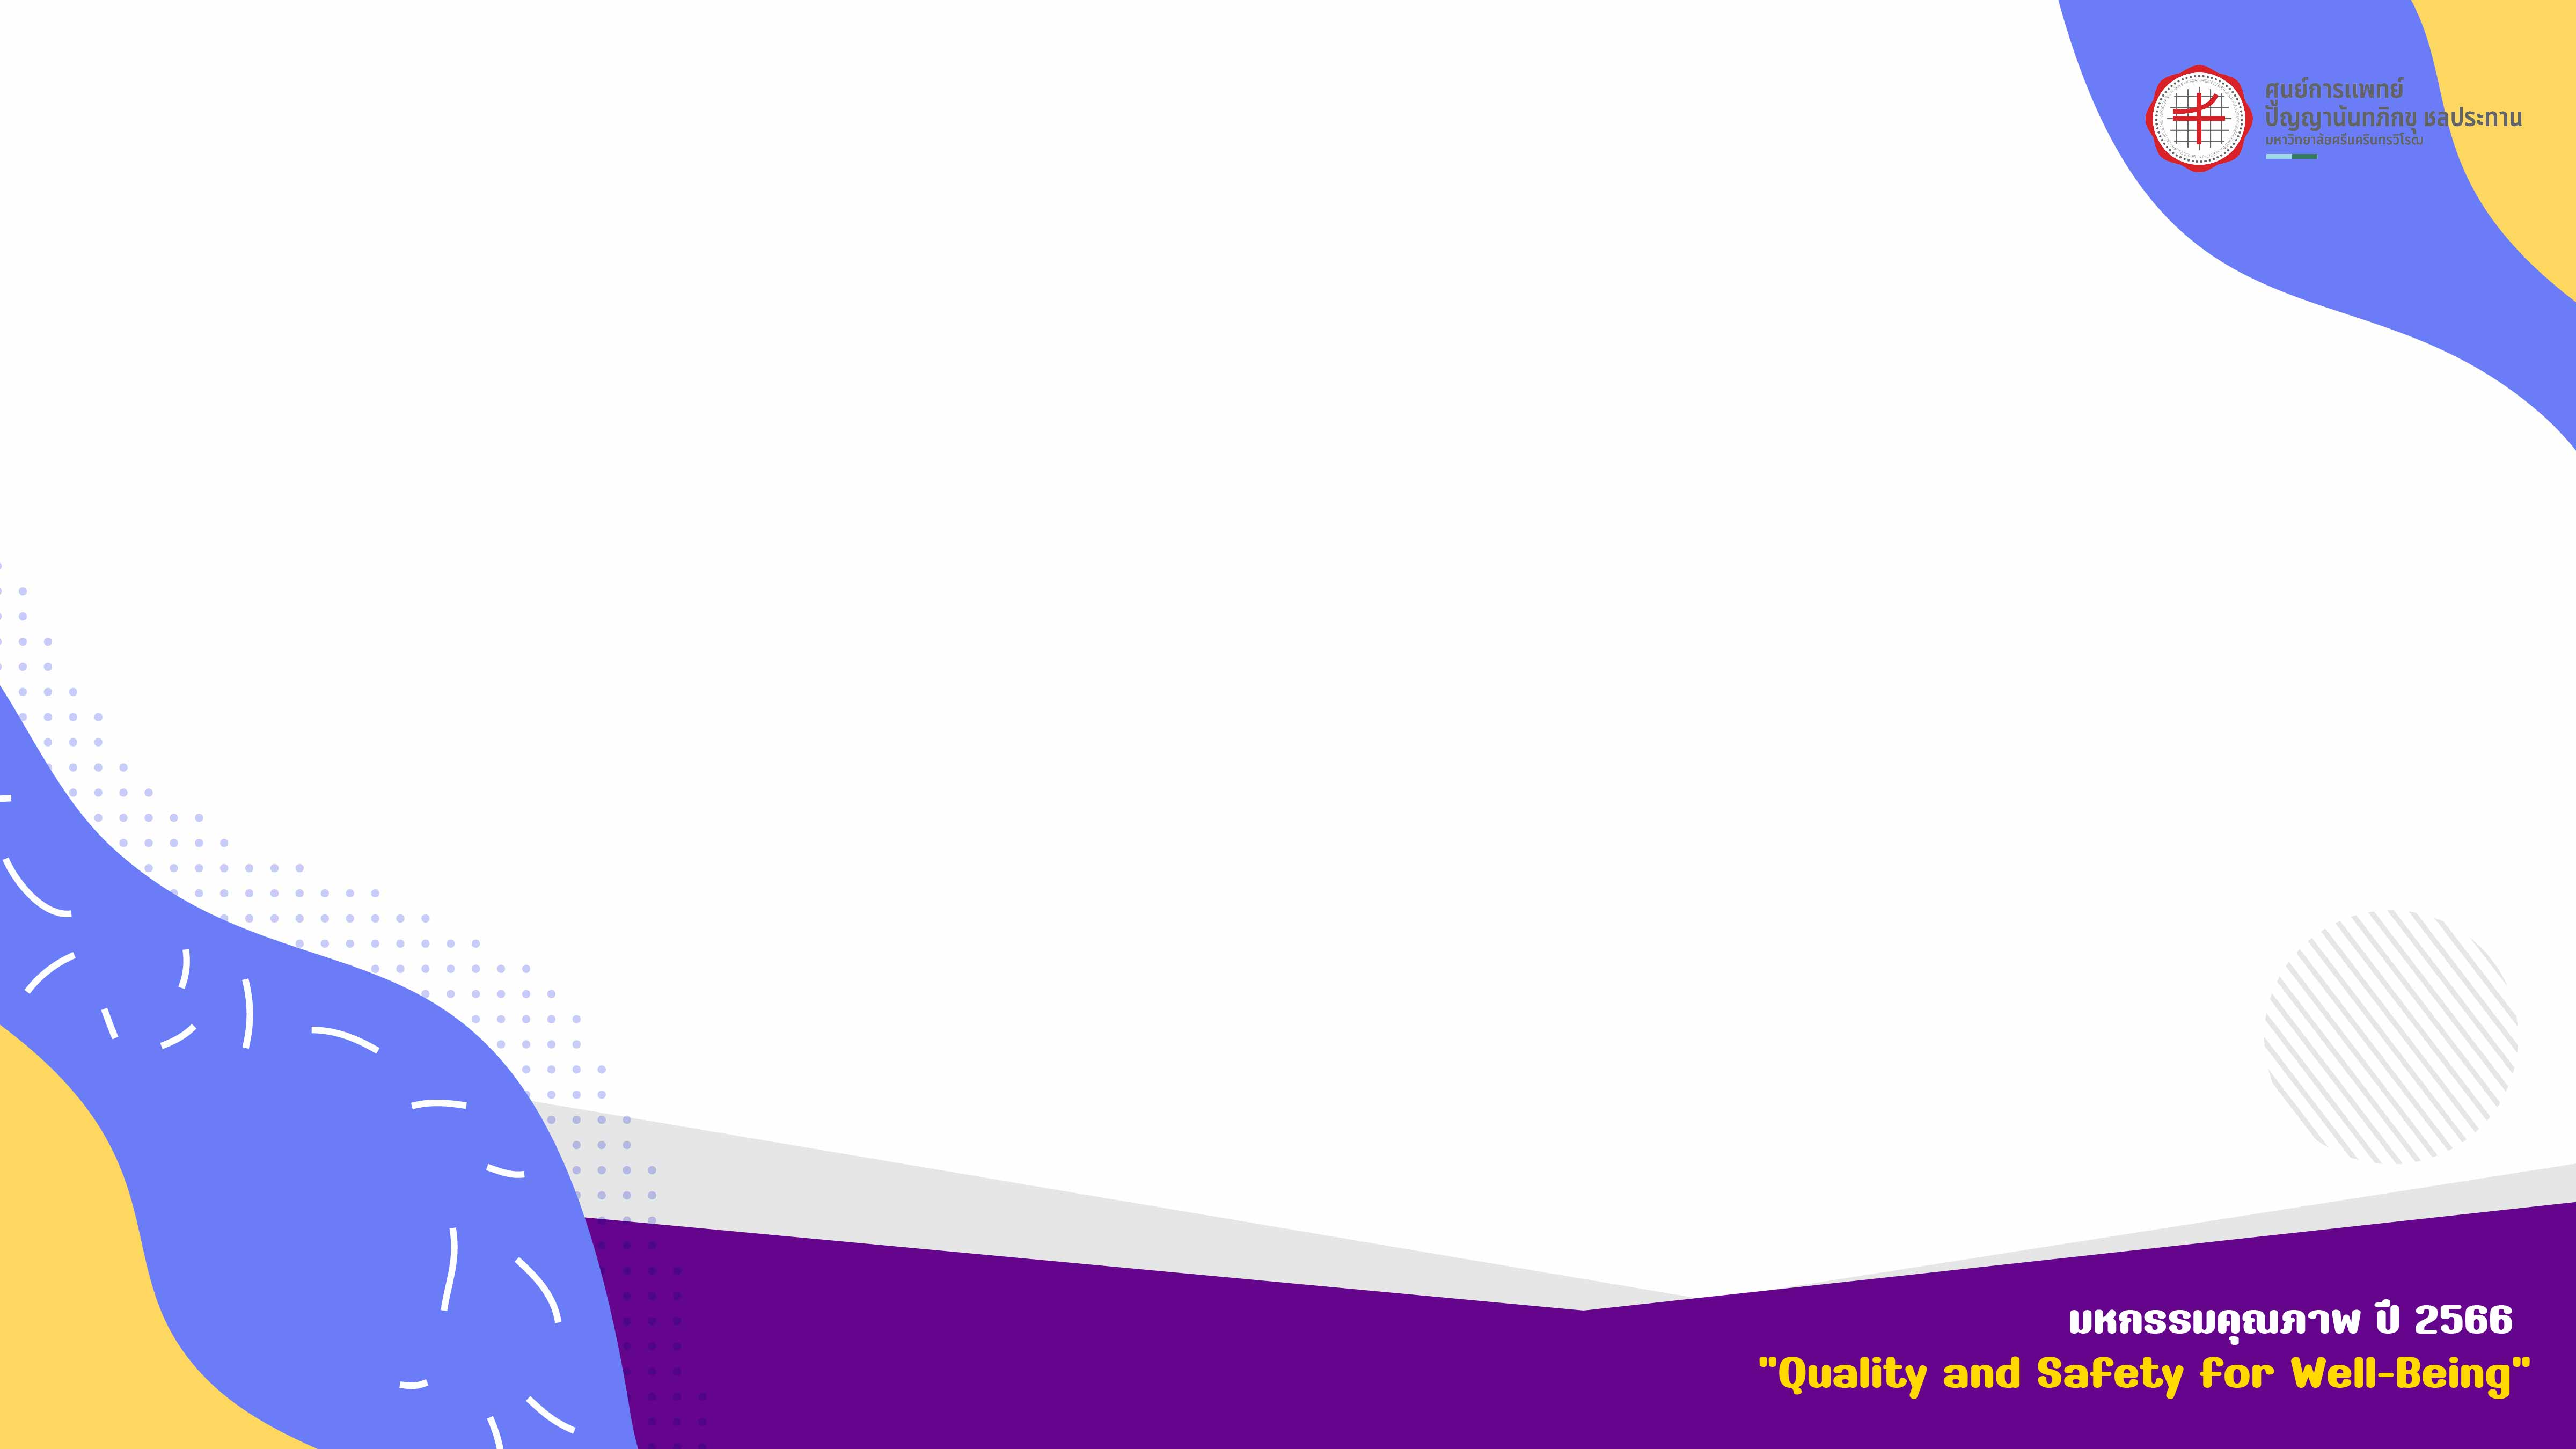 ศูนย์การแพทย์
ปัญญานันทภิกขุ ชลประทาน
มหาวิทยาลัยศรีนครินทรวิโรฒ
มหกรรมคุณภาพ ปี 2566
"Quality and Safety for Well-Being"